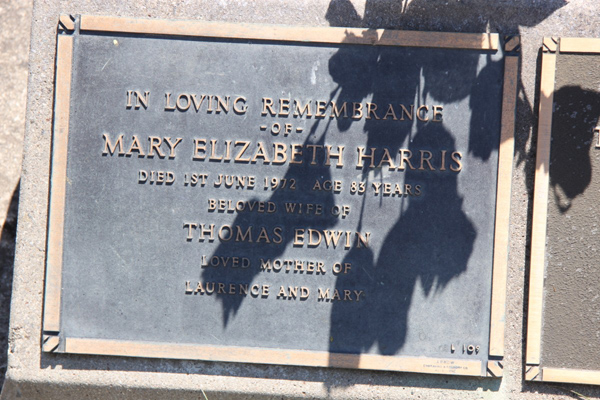 IN LOVING REMEMBRANCE
-OF-
MARY ELIZABETH HARRIS
DIED 1ST JUNE 1972 AGE 83 YEARS
BELOVED WIFE OF
THOMAS EDWIN
LOVED MOTHER OF
LAURENCE AND MARY